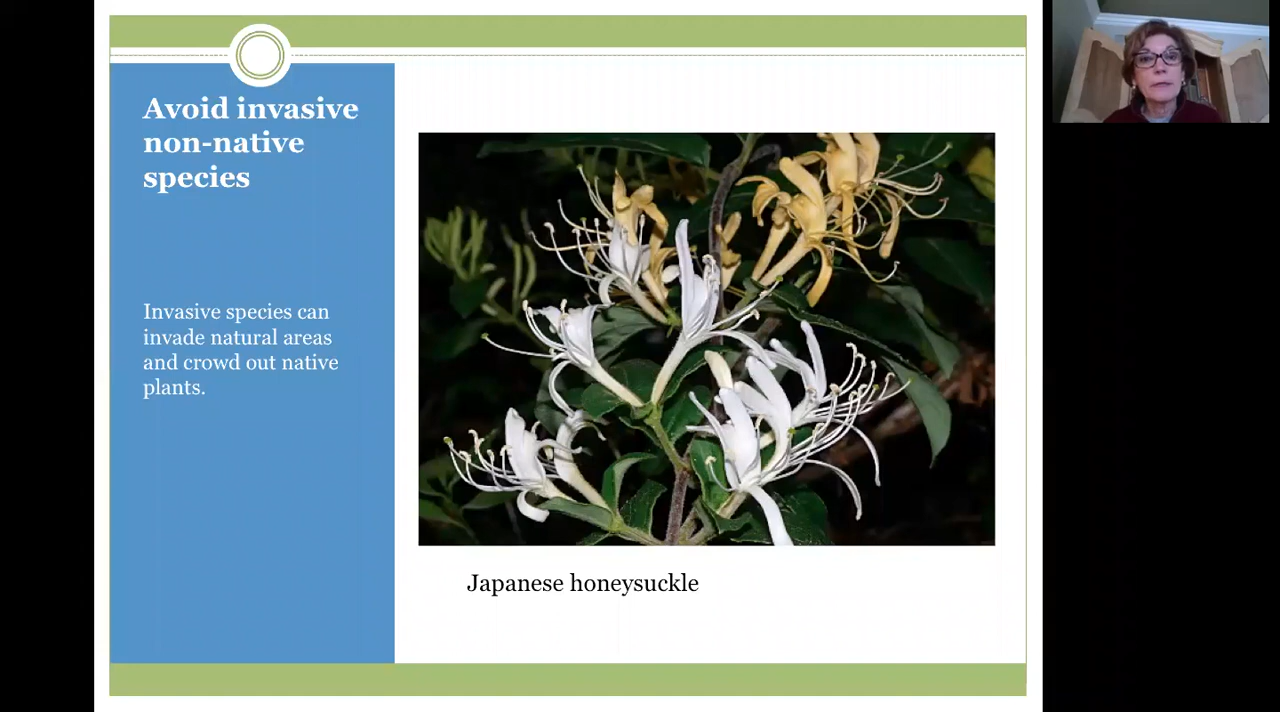 Avoid invasive
non-native
species
Invasive species can
invade natural areas
and crowd out native
plants.
Japanese honeysuckle